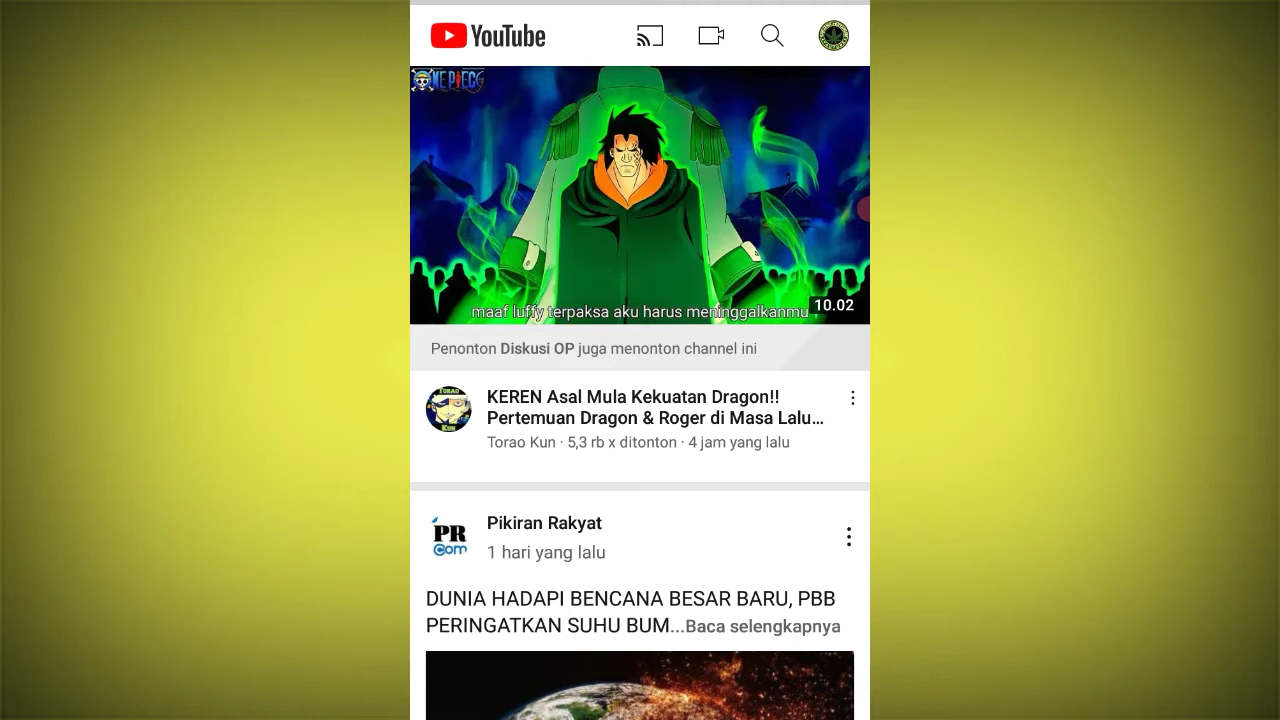 YouTube
ONE PIECE
maaf luffy terpaksa aku harus meninggalkanmu
10.02
Penonton Diskusi OP juga menonton channel ini
TORAO
KUN
KEREN Asal Mula Kekuatan Dragon!!
Pertemuan Dragon & Roger di Masa Lalu...
Torao Kun · 5,3 rb x ditonton · 4 jam yang lalu
PR
Com
Pikiran Rakyat
1 hari yang lalu
DUNIA HADAPI BENCANA BESAR BARU, PBB
PERINGATKAN SUHU BUM...Baca selengkapnya